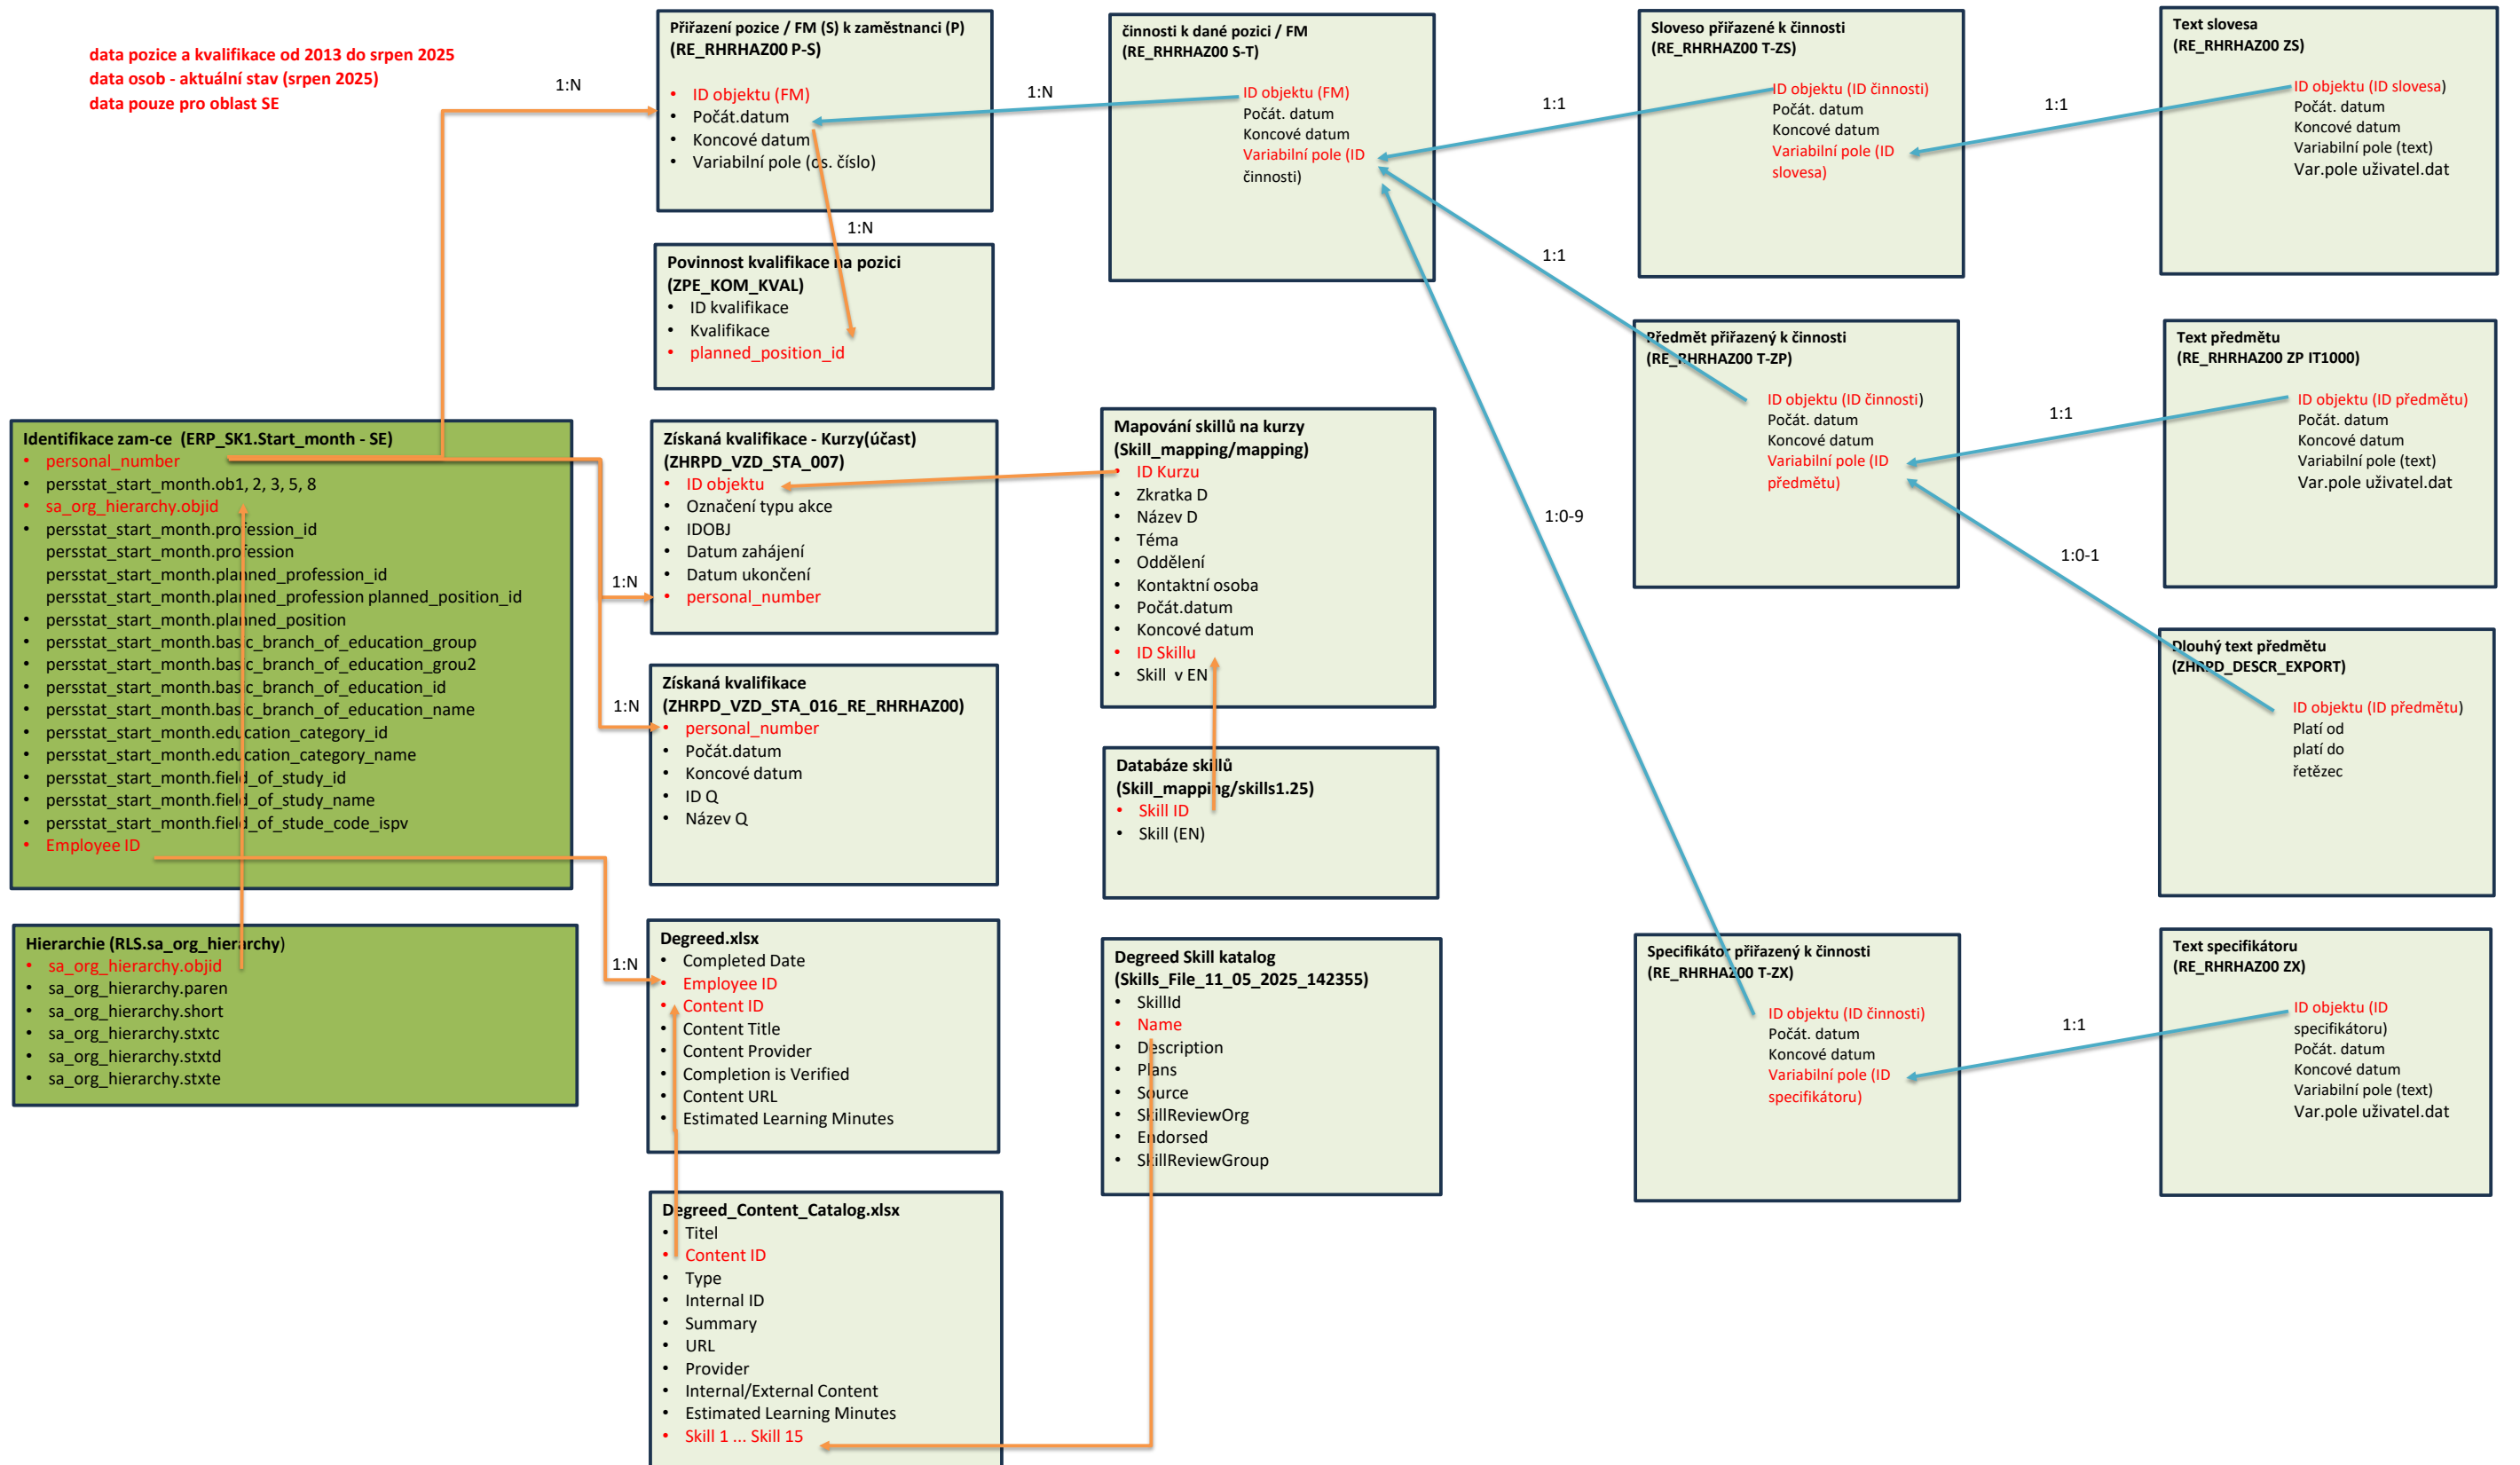 data pozice a kvalifikace od 2013 do srpen 2025
data osob - aktuální stav (srpen 2025)
data pouze pro oblast SE
1:N
Přiřazení pozice / FM (S) k zaměstnanci (P)
(RE_RHRHAZ00 P-S)
• ID objektu (FM)
• Počát.datum
• Koncové datum
• Variabilní pole (os. číslo)
1:N
činnosti k dané pozici / FM
(RE_RHRHAZ00 S-T)
ID objektu (FM)
Počát. datum
Koncové datum
Variabilní pole (ID
činnosti)
1:1
Sloveso přiřazené k činnosti
(RE_RHRHAZ00 T-ZS)
ID objektu (ID činnosti)
Počát. datum
Koncové datum
Variabilní pole (ID
slovesa)
1:1
Text slovesa
(RE_RHRHAZ00 ZS)
ID objektu (ID slovesa)
Počát. datum
Koncové datum
Variabilní pole (text)
Var.pole uživatel.dat
1:N
Povinnost kvalifikace na pozici
(ZPE_KOM_KVAL)
• ID kvalifikace
• Kvalifikace
• planned_position_id
1:1
Předmět přiřazený k činnosti
(RE_RHRHAZ00 T-ZP)
ID objektu (ID činnosti)
Počát. datum
Koncové datum
Variabilní pole (ID
předmětu)
1:1
Text předmětu
(RE_RHRHAZ00 ZP IT1000)
ID objektu (ID předmětu)
Počát. datum
Koncové datum
Variabilní pole (text)
Var.pole uživatel.dat
Identifikace zam-ce (ERP_SK1.Start_month - SE)
• personal_number
• persstat_start_month.ob1, 2, 3, 5, 8
• sa_org_hierarchy.objid
• persstat_start_month.profession_id
persstat_start_month.profession
persstat_start_month.planned_profession_id
persstat_start_month.planned_profession planned_position_id
• persstat_start_month.planned_position
• persstat_start_month.basic_branch_of_education_group
• persstat_start_month.basic_branch_of_education_grou2
• persstat_start_month.basic_branch_of_education_id
• persstat_start_month.basic_branch_of_education_name
• persstat_start_month.education_category_id
• persstat_start_month.education_category_name
• persstat_start_month.field_of_study_id
• persstat_start_month.field_of_study_name
• persstat_start_month.field_of_stude_code_ispv
• Employee ID
1:N
Získaná kvalifikace - Kurzy(účast)
(ZHRPD_VZD_STA_007)
• ID objektu
• Označení typu akce
• IDOBJ
• Datum zahájení
• Datum ukončení
• personal_number
Mapování skillů na kurzy
(Skill_mapping/mapping)
• ID Kurzu
• Zkratka D
• Název D
• Téma
• Oddělení
• Kontaktní osoba
• Počát.datum
• Koncové datum
• ID Skillu
• Skill v EN
1:0-9
1:0-1
Dlouhý text předmětu
(ZHRPD_DESCR_EXPORT)
ID objektu (ID předmětu)
Platí od
platí do
řetězec
1:N
Získaná kvalifikace
(ZHRPD_VZD_STA_016_RE_RHRHAZ00)
• personal_number
• Počát.datum
• Koncové datum
• ID Q
• Název Q
Databáze skillů
(Skill_mapping/skills1.25)
• Skill ID
• Skill (EN)
Hierarchie (RLS.sa_org_hierarchy)
• sa_org_hierarchy.objid
• sa_org_hierarchy.paren
• sa_org_hierarchy.short
• sa_org_hierarchy.stxtc
• sa_org_hierarchy.stxtd
• sa_org_hierarchy.stxte
1:N
Degreed.xlsx
• Completed Date
• Employee ID
• Content ID
• Content Title
• Content Provider
• Completion is Verified
• Content URL
• Estimated Learning Minutes
Degreed Skill katalog
(Skills_File_11_05_2025_142355)
• SkillId
• Name
• Description
• Plans
• Source
• SkillReviewOrg
• Endorsed
• SkillReviewGroup
Specifikátor přiřazený k činnosti
(RE_RHRHAZ00 T-ZX)
ID objektu (ID činnosti)
Počát. datum
Koncové datum
Variabilní pole (ID
specifikátoru)
1:1
Text specifikátoru
(RE_RHRHAZ00 ZX)
ID objektu (ID
specifikátoru)
Počát. datum
Koncové datum
Variabilní pole (text)
Var.pole uživatel.dat
Degreed_Content_Catalog.xlsx
• Titel
• Content ID
• Type
• Internal ID
• Summary
• URL
• Provider
• Internal/External Content
• Estimated Learning Minutes
• Skill 1 ... Skill 15